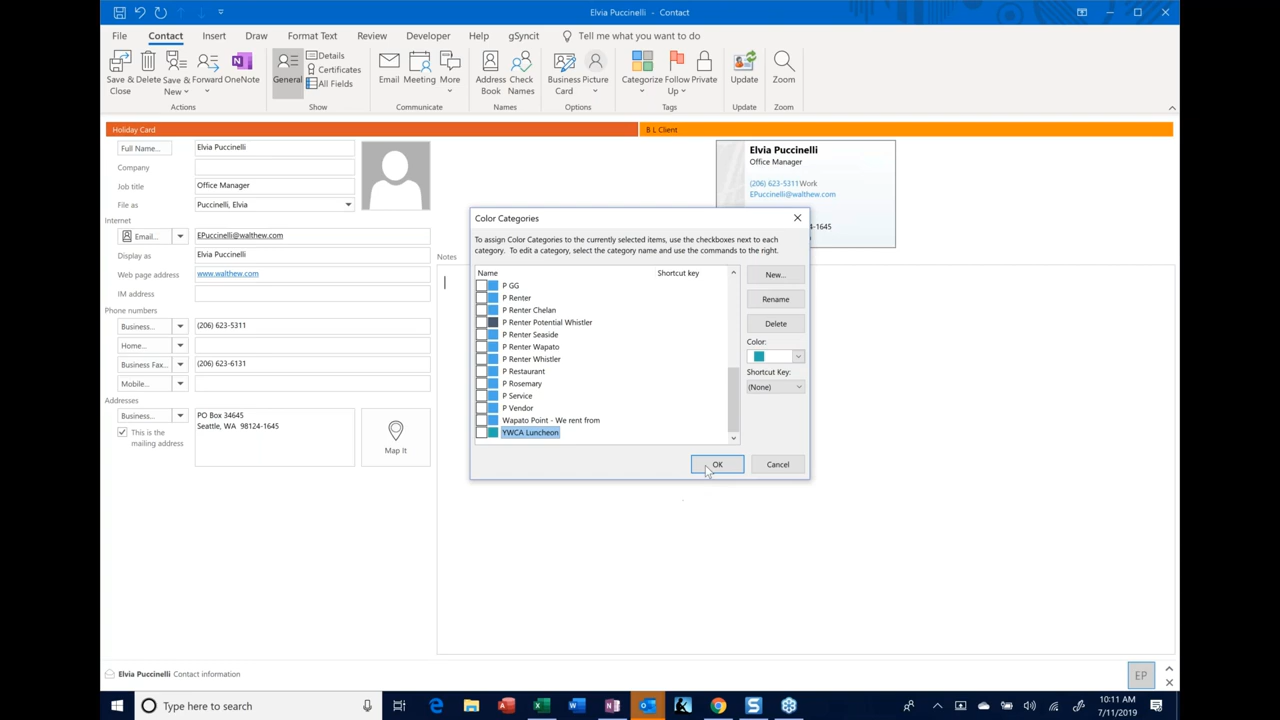 Elvia Puccinelli - Contact
File Contact Insert Draw Format Text Review Developer Help gSyncit Tell me what you want to do
Save & Close
Delete
Save & New
Forward
OneNote
Actions
General
Details
Certificates
All Fields
Show
Email
Meeting
More
Communicate
Address Book
Check Names
Names
Business Card
Picture
Options
Categorize
Follow Up
Private
Tags
Update
Update
Zoom
Zoom
Holiday Card
B L Client
Full Name... Elvia Puccinelli
Company
Job title Office Manager
File as Puccinelli, Elvia
Internet
Email... EPuccinelli@walthew.com
Display as Elvia Puccinelli
Web page address www.walthew.com
IM address
Phone numbers
Business... (206) 623-5311
Home...
Business Fax... (206) 623-6131
Mobile...
Addresses
Business... PO Box 34645
Seattle, WA 98124-1645
This is the
mailing address
Map It
Notes
Elvia Puccinelli
Office Manager
(206) 623-5311Work
EPuccinelli@walthew.com
-1645
Color Categories
To assign Color Categories to the currently selected items, use the checkboxes next to each
category. To edit a category, select the category name and use the commands to the right.
Name Shortcut key
P GG
P Renter
P Renter Chelan
P Renter Potential Whistler
P Renter Seaside
P Renter Wapato
P Renter Whistler
P Restaurant
P Rosemary
P Service
P Vendor
Wapato Point - We rent from
YWCA Luncheon
New...
Rename
Delete
Color:
Shortcut Key:
(None)
OK
Cancel
Elvia Puccinelli Contact information
EP
Type here to search
10:11 AM
7/11/2019